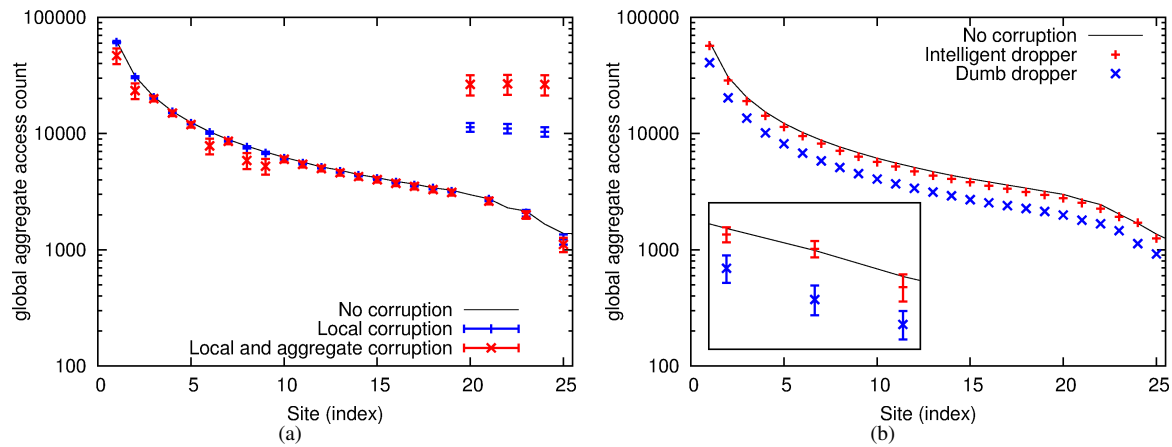 100000
10000
1000
100
0
5
10
15
20
25
global aggregate access count
Site (index)
No corruption
Local corruption
Local and aggregate corruption
(a)
100000
10000
1000
100
0
5
10
15
20
25
global aggregate access count
Site (index)
No corruption
Intelligent dropper
Dumb dropper
(b)